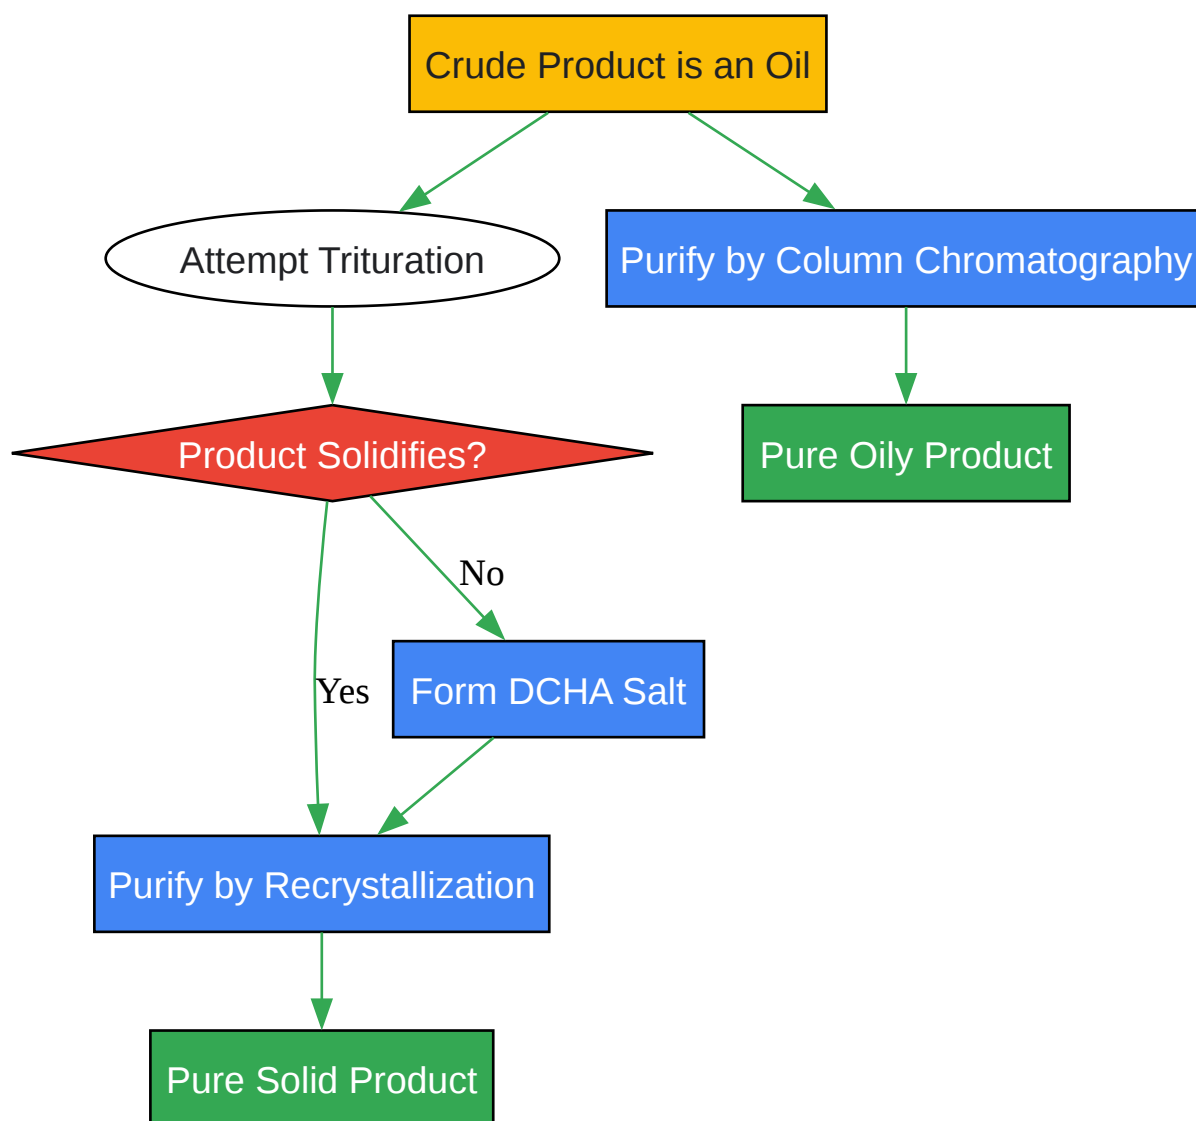 Crude Product is an Oil
Attempt Trituration
Purify by Column Chromatography
Product Solidifies?
Pure Oily Product
No
Form DCHA Salt
Yes
Purify by Recrystallization
Pure Solid Product